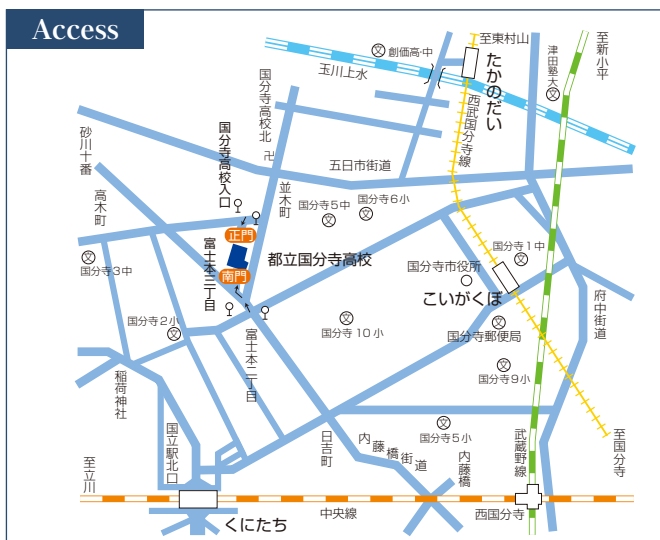 Access
至東村山
創価高・中
玉川上水
たかのだい
西武国分寺線
津田塾大
至新小平
国分寺高校北
国分寺高校入口
砂川十番
五日市街道
高木町
並木町
国分寺5中
国分寺6小
正門
都立国分寺高校
南門
富士本三丁目
国分寺3中
国分寺1中
国分寺市役所
こいがくぼ
府中街道
国分寺2小
国分寺10小
国分寺郵便局
富士本二丁目
国分寺9小
稲荷神社
国立駅北口
日吉町
内藤橋街道
国分寺5小
内藤橋
武蔵野線
至国分寺
至立川
くにたち
中央線
西国分寺